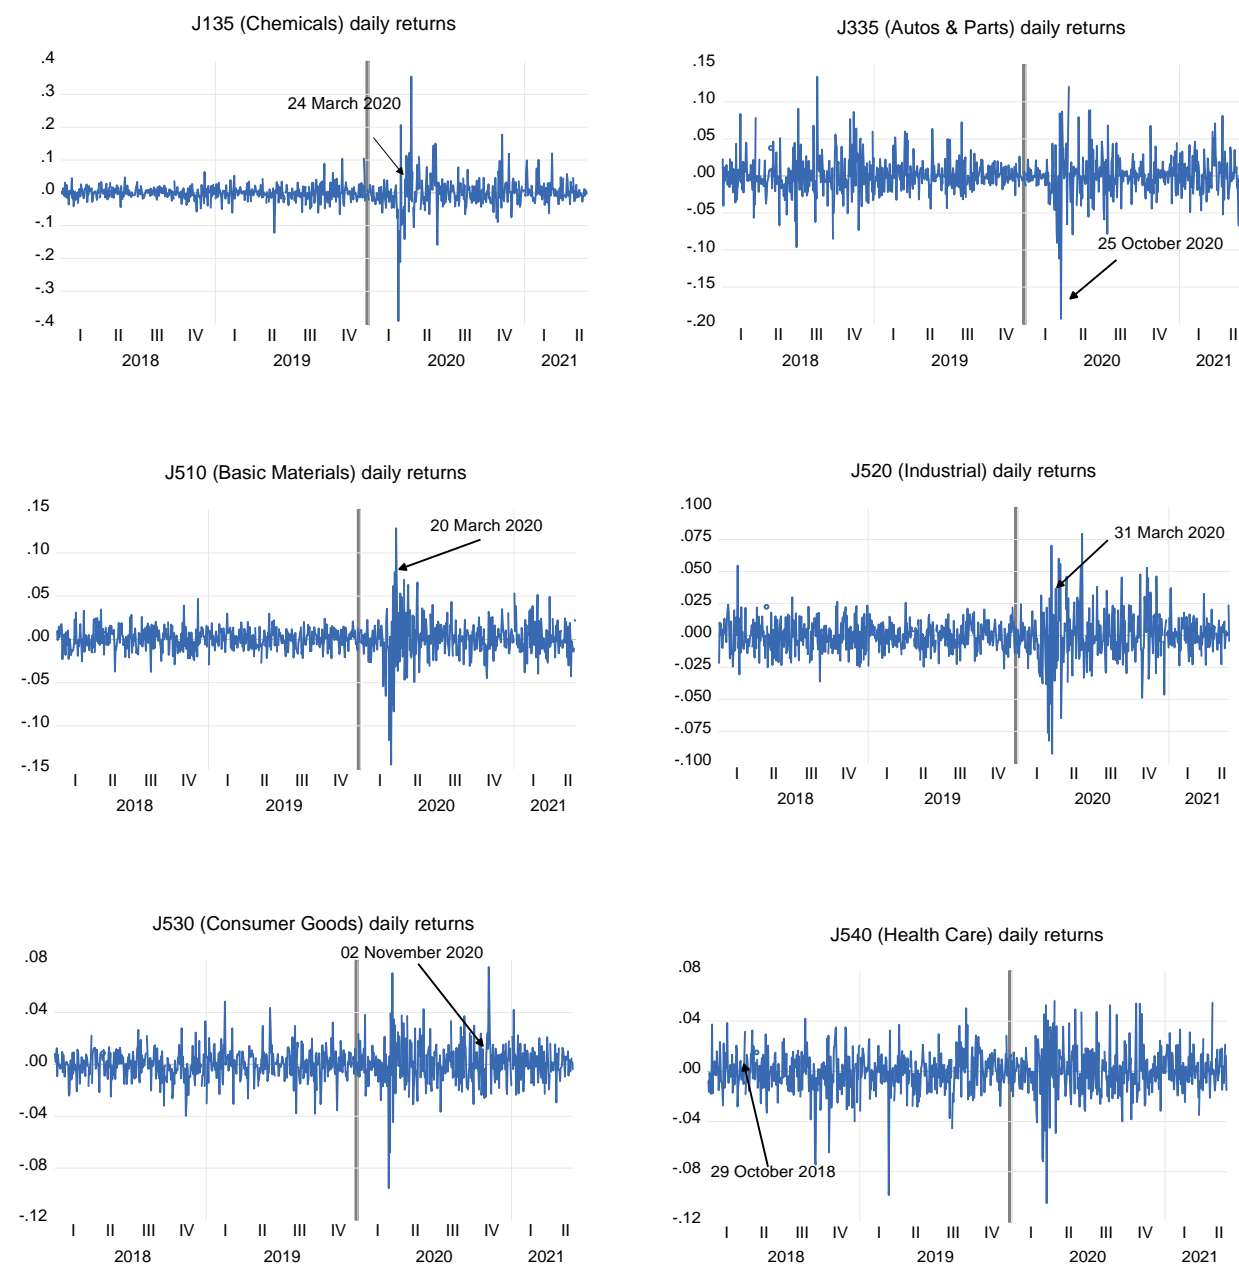 J135 (Chemicals) daily returns
.4
.3
.2
.1
.0
-.1
-.2
-.3
-.4
24 March 2020
I II III IV I II III IV I II III IV I II
2018 2019 2020 2021
J335 (Autos & Parts) daily returns
.15
.10
.05
.00
-.05
-.10
-.15
-.20
25 October 2020
I II III IV I II III IV I II III IV I II
2018 2019 2020 2021
J510 (Basic Materials) daily returns
.15
.10
.05
.00
-.05
-.10
-.15
20 March 2020
I II III IV I II III IV I II III IV I II
2018 2019 2020 2021
J520 (Industrial) daily returns
.100
.075
.050
.025
.000
-.025
-.050
-.075
-.100
31 March 2020
I II III IV I II III IV I II III IV I II
2018 2019 2020 2021
J530 (Consumer Goods) daily returns
02 November 2020
.08
.04
.00
-.04
-.08
-.12
I II III IV I II III IV I II III IV I II
2018 2019 2020 2021
J540 (Health Care) daily returns
.08
.04
.00
-.04
-.08
-.12
29 October 2018
I II III IV I II III IV I II III IV I II
2018 2019 2020 2021